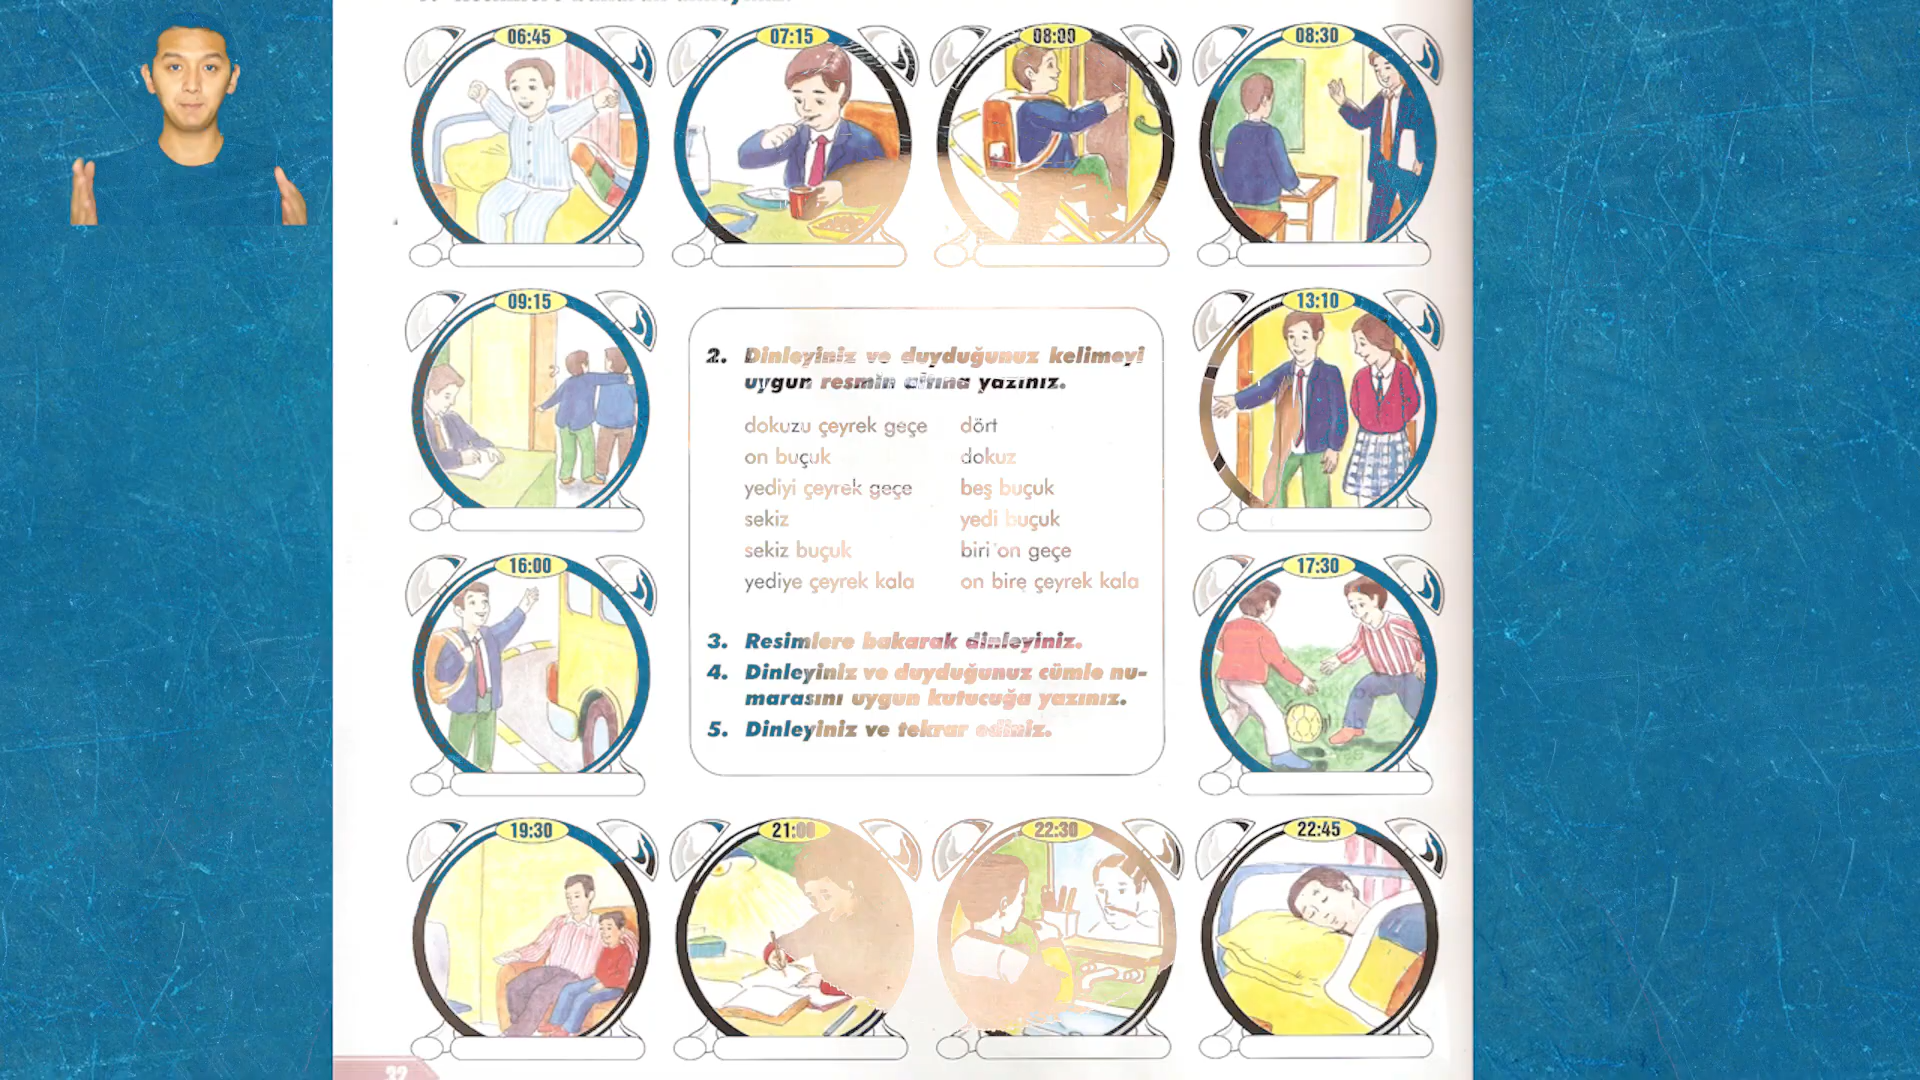 06:45
07:15
08:00
08:30
09:15
13:10
2. Dinleyiniz ve duyduğunuz kelimeyi
uygun resmin altına yazınız.
dokuzu çeyrek geçe dört
on buçuk dokuz
yediyi çeyrek geçe beş buçuk
sekiz yedi buçuk
sekiz buçuk biri on geçe
yediye çeyrek kala on bire çeyrek kala
16:00
17:30
3. Resimlere bakarak dinleyiniz.
4. Dinleyiniz ve duyduğunuz cümle nu-
marasını uygun kutucuğa yazınız.
5. Dinleyiniz ve tekrar ediniz.
19:30
21:00
22:30
22:45